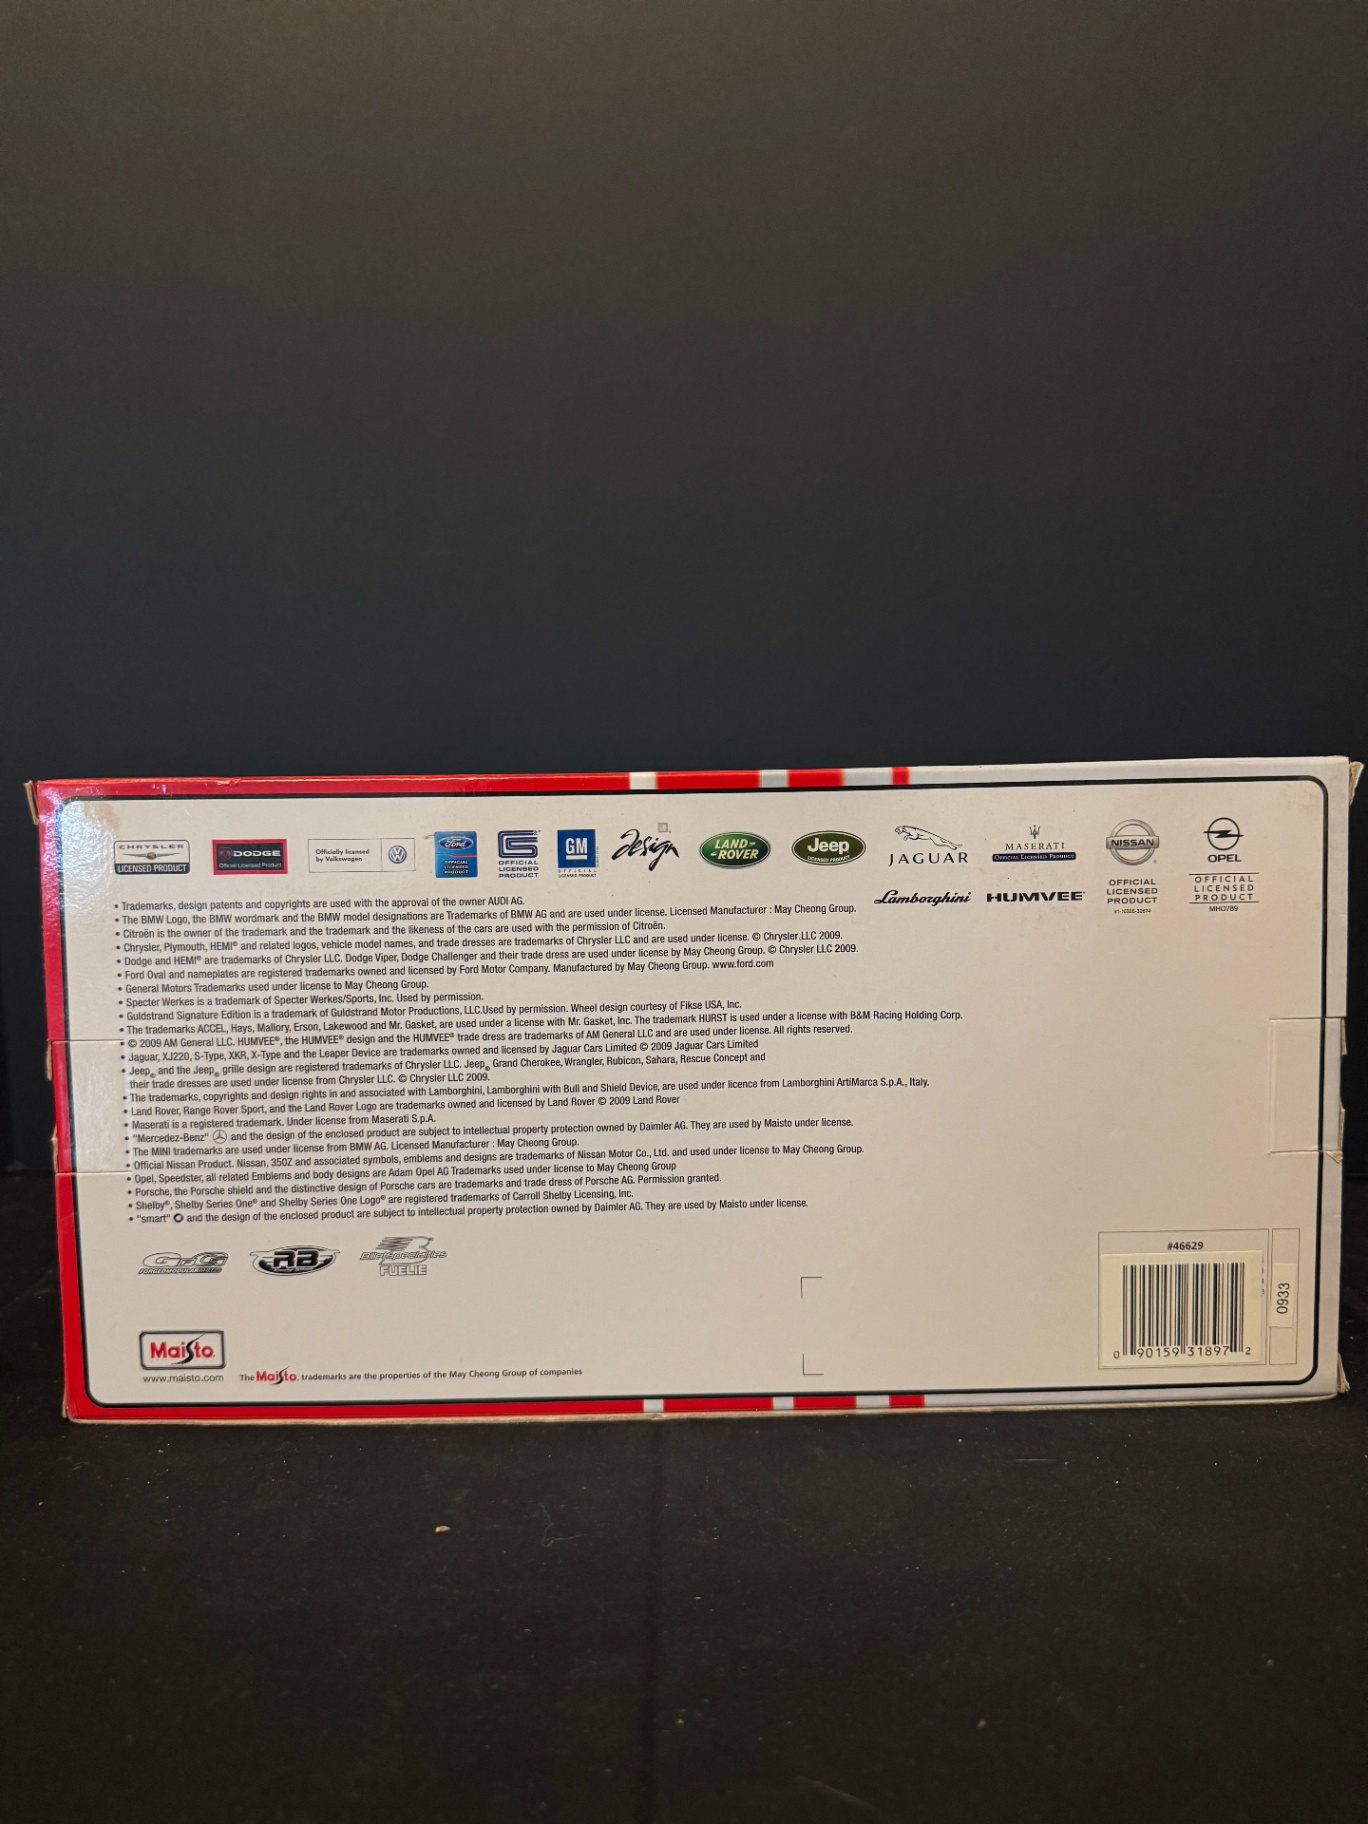 CHRYSLER
LICENSED PRODUCT
DODGE
Official Licensed Product
Officially licensed
by Volkswagen
Ford
OFFICIAL
LICENSED
PRODUCT
OFFICIAL
LICENSED
PRODUCT
GM
OFFICIAL
LICENSED PRODUCT
Design
LAND
ROVER
Jeep
LICENSED PRODUCT
JAGUAR
MASERATI
OFFICIAL LICENSED PRODUCT
NISSAN
OFFICIAL
LICENSED
PRODUCT
OPEL
OFFICIAL
LICENSED
PRODUCT
MHO789
Lamborghini
HUMVEE
• Trademarks, design patents and copyrights are used with the approval of the owner AUDI AG.
• The BMW Logo, the BMW wordmark and the BMW model designations are Trademarks of BMW AG and are used under license. Licensed Manufacturer : May Cheong Group.
• Citroën is the owner of the trademark and the trademark and the likeness of the cars are used with the permission of Citroën.
• Chrysler, Plymouth, HEMI® and related logos, vehicle model names, and trade dresses are trademarks of Chrysler LLC and are used under license. © Chrysler LLC 2009.
• Dodge and HEMI® are trademarks of Chrysler LLC. Dodge Viper, Dodge Challenger and their trade dress are used under license by May Cheong Group. © Chrysler LLC 2009.
• Ford Oval and nameplates are registered trademarks owned and licensed by Ford Motor Company. Manufactured by May Cheong Group. www.ford.com
• General Motors Trademarks used under license to May Cheong Group.
• Specter Werkes is a trademark of Specter Werkes/Sports, Inc. Used by permission.
• Guldstrand Signature Edition is a trademark of Guldstrand Motor Productions, LLC.Used by permission. Wheel design courtesy of Fikse USA, Inc.
• The trademarks ACCEL, Hays, Mallory, Erson, Lakewood and Mr. Gasket, are used under a license with Mr. Gasket, Inc. The trademark HURST is used under a license with B&M Racing Holding Corp.
• © 2009 AM General LLC. HUMVEE®, the HUMVEE® design and the HUMVEE® trade dress are trademarks of AM General LLC and are used under license. All rights reserved.
• Jaguar, XJ220, S-Type, XKR, X-Type and the Leaper Device are trademarks owned and licensed by Jaguar Cars Limited © 2009 Jaguar Cars Limited
• Jeep® and the Jeep® grille design are registered trademarks of Chrysler LLC. Jeep® Grand Cherokee, Wrangler, Rubicon, Sahara, Rescue Concept and
their trade dresses are used under license from Chrysler LLC. © Chrysler LLC 2009.
• The trademarks, copyrights and design rights in and associated with Lamborghini, Lamborghini with Bull and Shield Device, are used under licence from Lamborghini ArtiMarca S.p.A., Italy.
• Land Rover, Range Rover Sport, and the Land Rover Logo are trademarks owned and licensed by Land Rover © 2009 Land Rover
• Maserati is a registered trademark. Under license from Maserati S.p.A.
• "Mercedez-Benz" and the design of the enclosed product are subject to intellectual property protection owned by Daimler AG. They are used by Maisto under license.
• The MINI trademarks are used under license from BMW AG. Licensed Manufacturer : May Cheong Group.
• Official Nissan Product. Nissan, 350Z and associated symbols, emblems and designs are trademarks of Nissan Motor Co., Ltd. and used under license to May Cheong Group.
• Opel, Speedster, all related Emblems and body designs are Adam Opel AG Trademarks used under license to May Cheong Group
• Porsche, the Porsche shield and the distinctive design of Porsche cars are trademarks and trade dress of Porsche AG. Permission granted.
• Shelby®, Shelby Series One® and Shelby Series One Logo® are registered trademarks of Carroll Shelby Licensing, Inc.
• "smart" and the design of the enclosed product are subject to intellectual property protection owned by Daimler AG. They are used by Maisto under license.
RB
FUELIE
#46629
0933
0 90159 31897 2
Maisto
www.maisto.com
The Maisto. trademarks are the properties of the May Cheong Group of companies